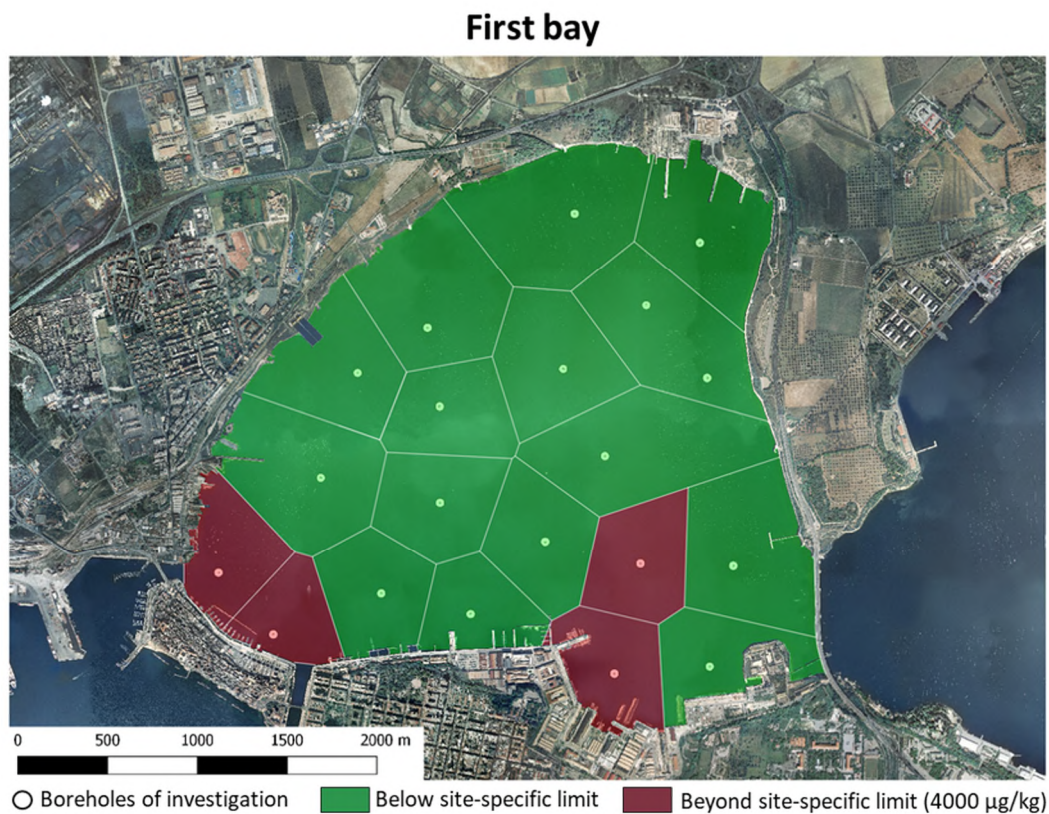 First bay
0 500 1000 1500 2000 m
Boreholes of investigation Below site-specific limit Beyond site-specific limit (4000 µg/kg)